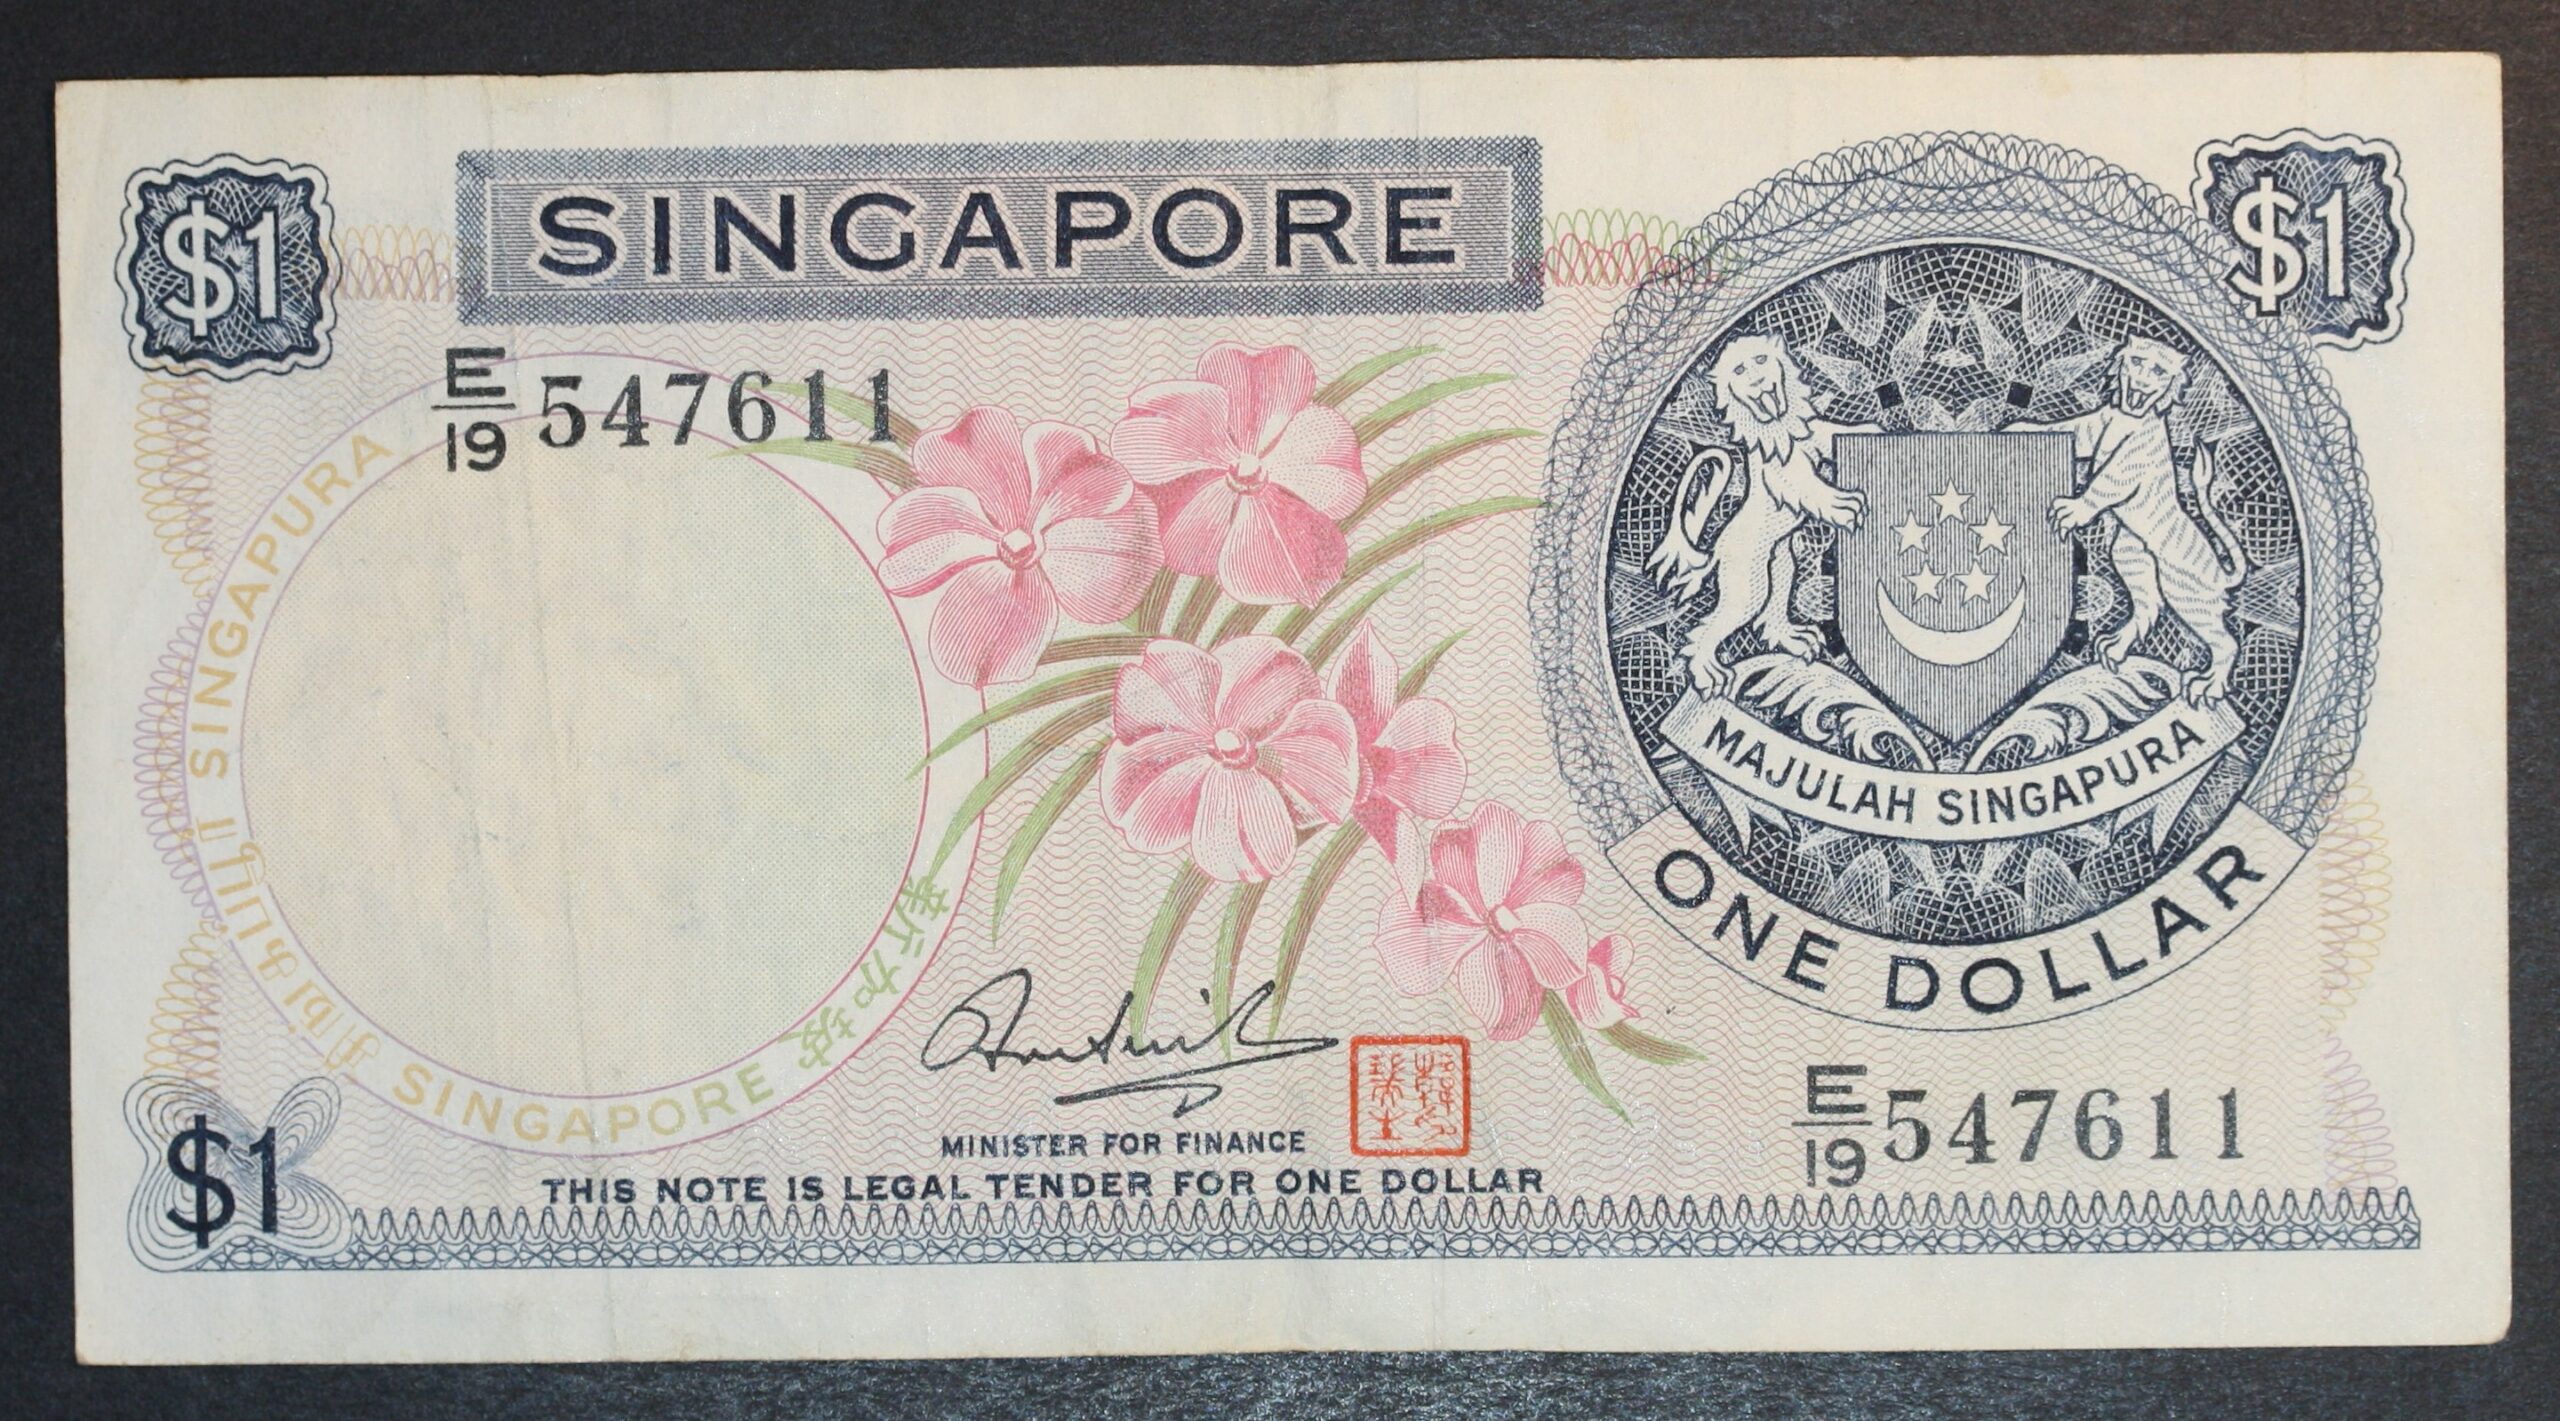 $1
SINGAPORE
$1
E/19 547611
SINGAPURA
சிங்கப்பூர்
SINGAPORE
MAJULAH SINGAPURA
ONE DOLLAR
MINISTER FOR FINANCE
E/19 547611
THIS NOTE IS LEGAL TENDER FOR ONE DOLLAR
$1